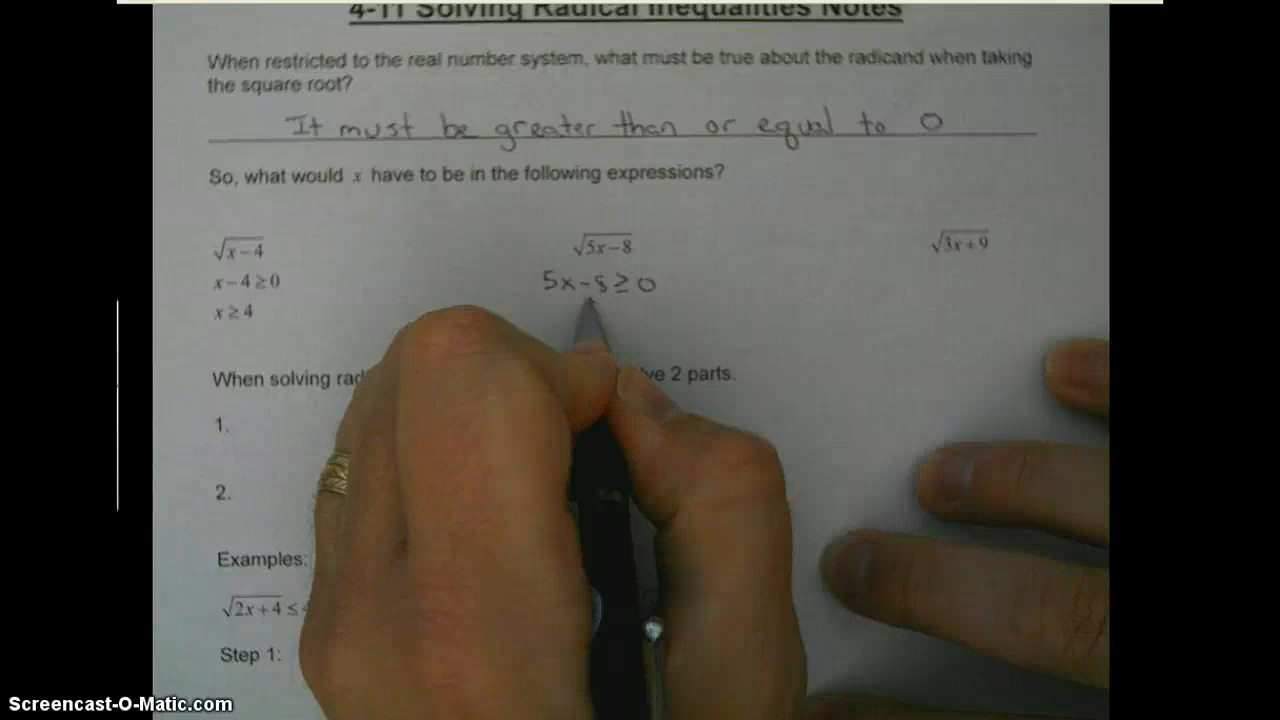 4-11 Solving Radical Inequalities Notes
When restricted to the real number system, what must be true about the radicand when taking
the square root?
It must be greater than or equal to 0
So, what would x have to be in the following expressions?
√x-4 √5x-8 √3x+9
x-4≥0 5x-8≥0
x≥4
When solving 2 parts.
1.
2.
Examples:
√2x+4 ≤
Step 1:
Screencast-O-Matic.com